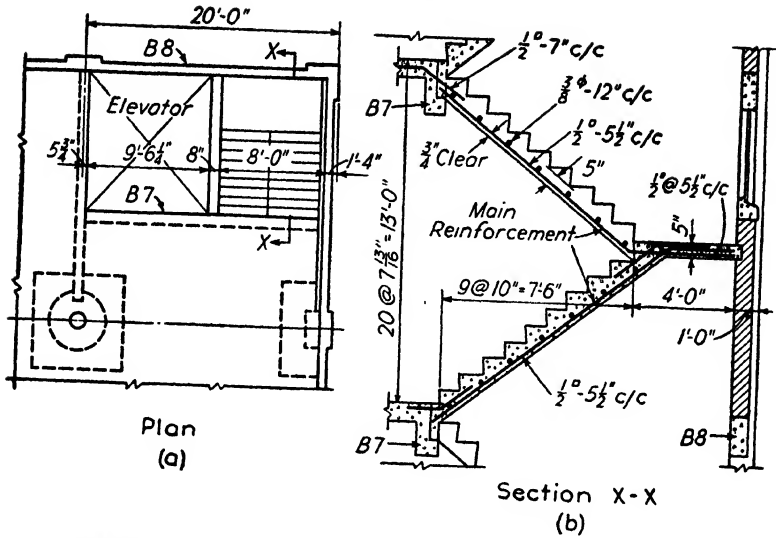 20'-0"
B8
X
Elevator
5 3/4"
9'-6 1/4"
8"
8'-0"
1'-4"
B7
X
Plan
(a)
1/2□-7" c/c
B7
3/8ϕ-12" c/c
1/2□-5 1/2" c/c
3/4" Clear
5"
1/2□ @ 5 1/2" c/c
Main
Reinforcement
5"
20 @ 7 13/16" = 13'-0"
9 @ 10" = 7'-6"
4'-0"
1'-0"
1/2□-5 1/2" c/c
B7
B8
Section X-X
(b)